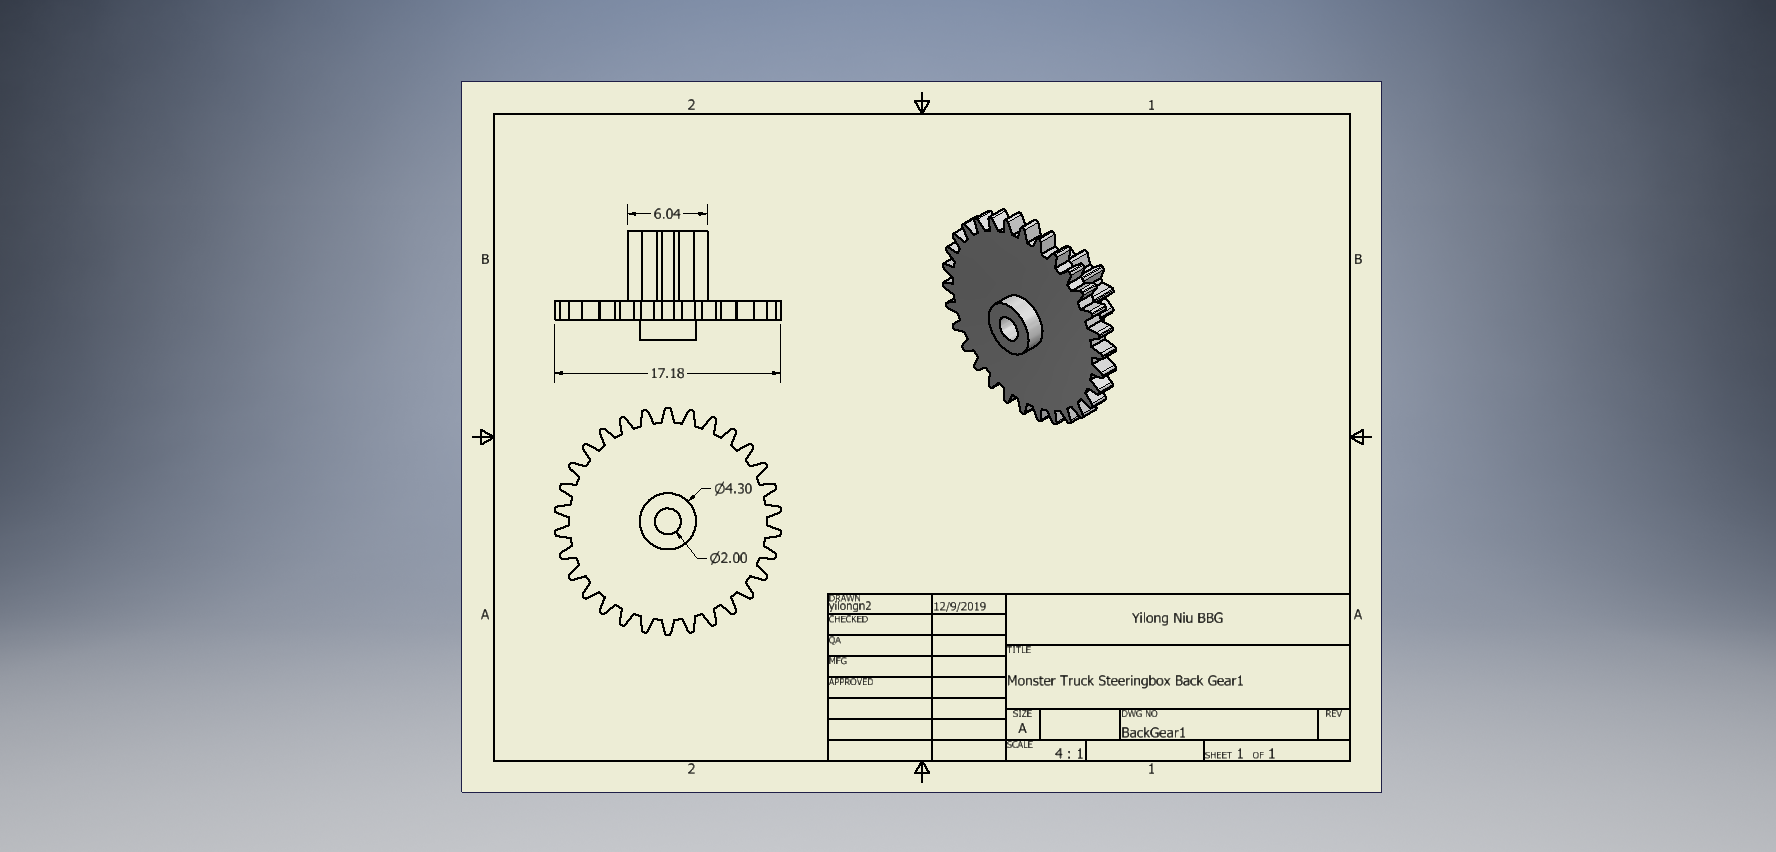 2 1
6.04
B B
17.18
Ø4.30
Ø2.00
DRAWN
yilongn2 12/9/2019
CHECKED
Yilong Niu BBG
A A
QA
TITLE
MFG
Monster Truck Steeringbox Back Gear1
APPROVED
SIZE DWG NO REV
A BackGear1
SCALE
4 : 1
SHEET 1 OF 1
2 1